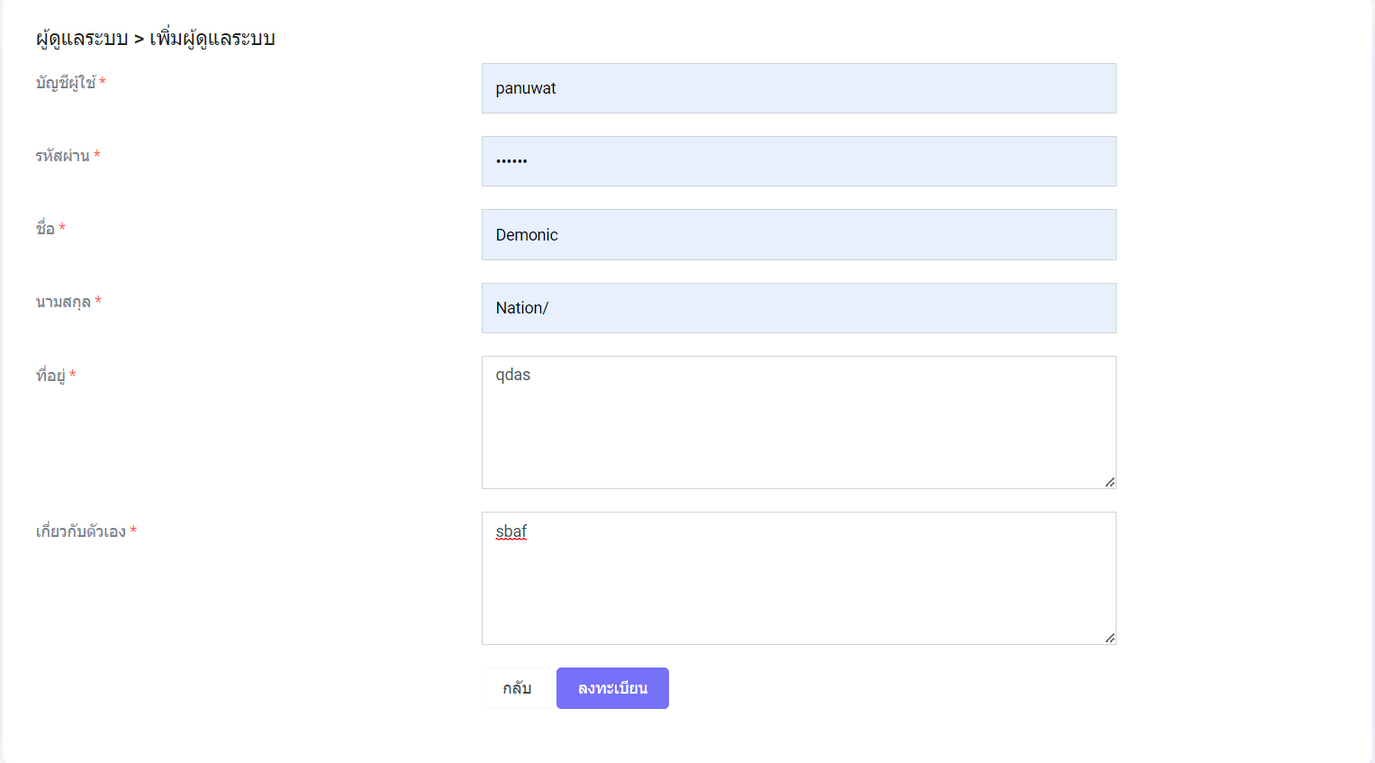 ผู้ดูแลระบบ > เพิ่มผู้ดูแลระบบ
บัญชีผู้ใช้ *
panuwat
รหัสผ่าน *
••••••
ชื่อ *
Demonic
นามสกุล *
Nation/
ที่อยู่ *
qdas
เกี่ยวกับตัวเอง *
sbaf
กลับ ลงทะเบียน